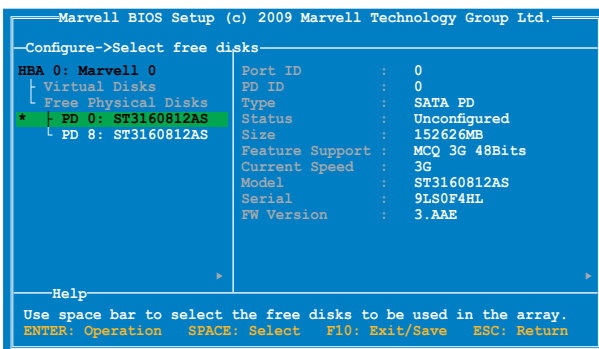 Marvell BIOS Setup (c) 2009 Marvell Technology Group Ltd.
Configure->Select free disks
HBA 0: Marvell 0
Virtual Disks
Free Physical Disks
* PD 0: ST3160812AS
PD 8: ST3160812AS
Port ID : 0
PD ID : 0
Type : SATA PD
Status : Unconfigured
Size : 152626MB
Feature Support : MCQ 3G 48Bits
Current Speed : 3G
Model : ST3160812AS
Serial : 9LS0F4HL
FW Version : 3.AAE
Help
Use space bar to select the free disks to be used in the array.
ENTER: Operation SPACE: Select F10: Exit/Save ESC: Return